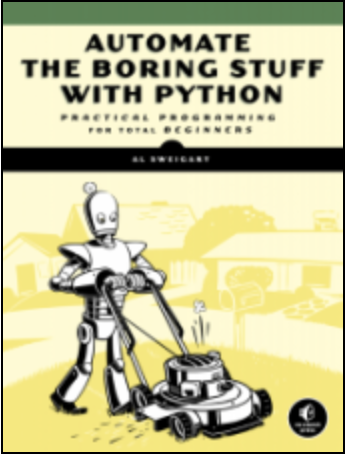 AUTOMATE
THE BORING STUFF
WITH PYTHON
PRACTICAL PROGRAMMING
FOR TOTAL BEGINNERS
AL SWEIGART